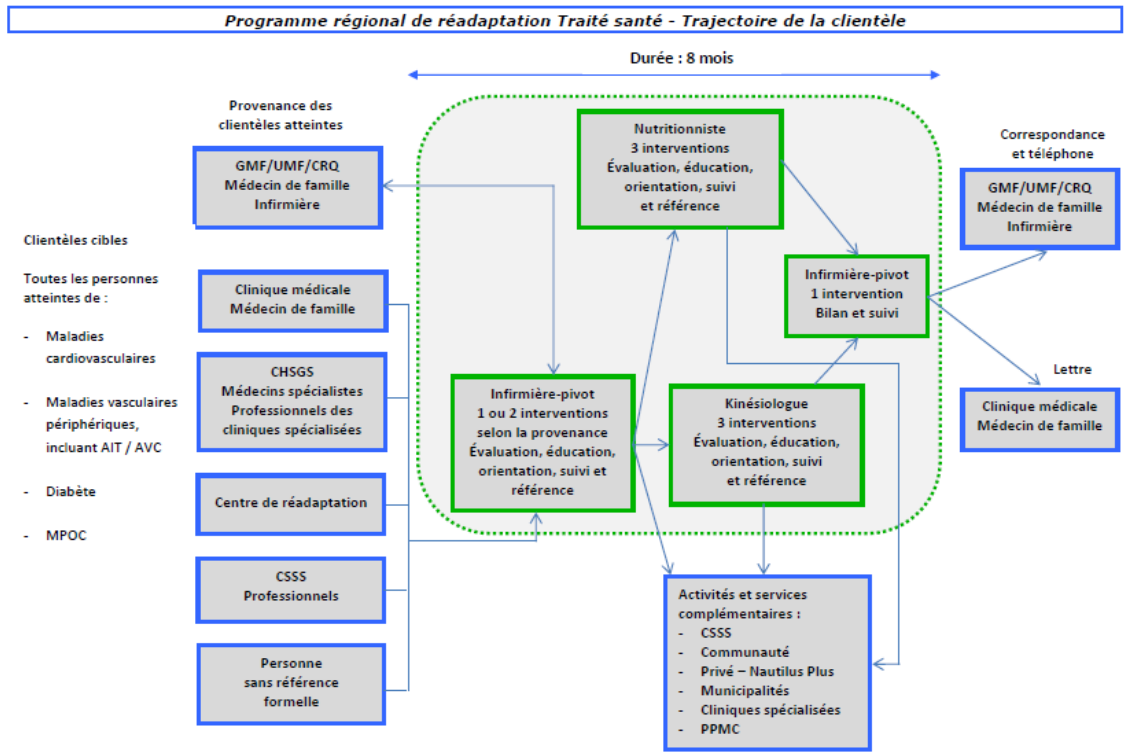 Programme régional de réadaptation Traité santé - Trajectoire de la clientèle
Durée : 8 mois
Provenance des
clientèles atteintes
GMF/UMF/CRQ
Médecin de famille
Infirmière
Clientèles cibles
Toutes les personnes
atteintes de :
- Maladies
cardiovasculaires
- Maladies vasculaires
périphériques,
incluant AIT / AVC
- Diabète
- MPOC
Clinique médicale
Médecin de famille
CHSGS
Médecins spécialistes
Professionnels des
cliniques spécialisées
Centre de réadaptation
CSSS
Professionnels
Personne
sans référence
formelle
Infirmière-pivot
1 ou 2 interventions
selon la provenance
Évaluation, éducation,
orientation, suivi et
référence
Nutritionniste
3 interventions
Évaluation, éducation,
orientation, suivi
et référence
Kinésiologue
3 interventions
Évaluation, éducation,
orientation, suivi
et référence
Infirmière-pivot
1 intervention
Bilan et suivi
Activités et services
complémentaires :
- CSSS
- Communauté
- Privé – Nautilus Plus
- Municipalités
- Cliniques spécialisées
- PPMC
Correspondance
et téléphone
GMF/UMF/CRQ
Médecin de famille
Infirmière
Lettre
Clinique médicale
Médecin de famille